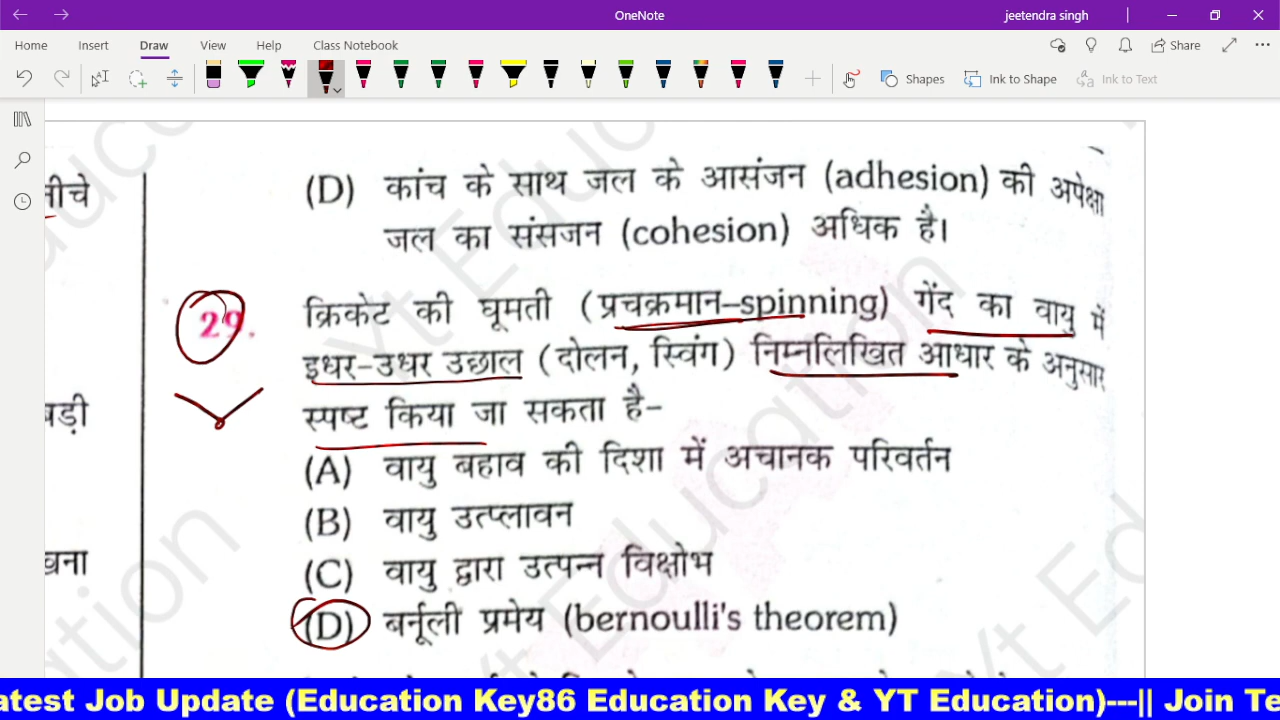 OneNote
jeetendra singh
Home Insert Draw View Help Class Notebook
Share
Shapes Ink to Shape Ink to Text
(D) कांच के साथ जल के आसंजन (adhesion) की अपेक्षा
जल का संसजन (cohesion) अधिक है।
29. क्रिकेट की घूमती (प्रचक्रमान–spinning) गेंद का वायु में
इधर-उधर उछाल (दोलन, स्विंग) निम्नलिखित आधार के अनुसार
स्पष्ट किया जा सकता है–
(A) वायु बहाव की दिशा में अचानक परिवर्तन
(B) वायु उत्प्लावन
(C) वायु द्वारा उत्पन्न विक्षोभ
(D) बर्नूली प्रमेय (bernoulli's theorem)
atest Job Update (Education Key86 Education Key & YT Education)---|| Join Te